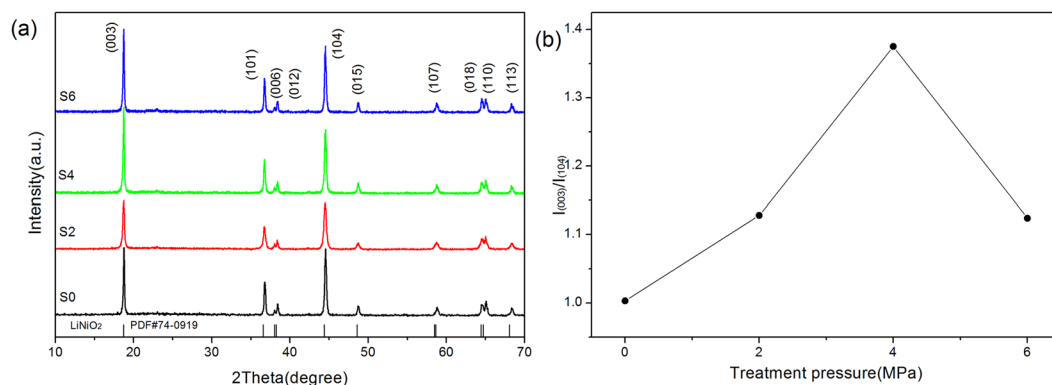 (a)
(003)
(101)
(006)
(012)
(104)
(015)
(107)
(018)
(110)
(113)
S6
S4
S2
S0
LiNiO₂ PDF#74-0919
10 20 30 40 50 60 70
2Theta(degree)
Intensity(a.u.)
(b)
1.4
1.3
1.2
1.1
1.0
I(003)/I(104)
0 2 4 6
Treatment pressure(MPa)